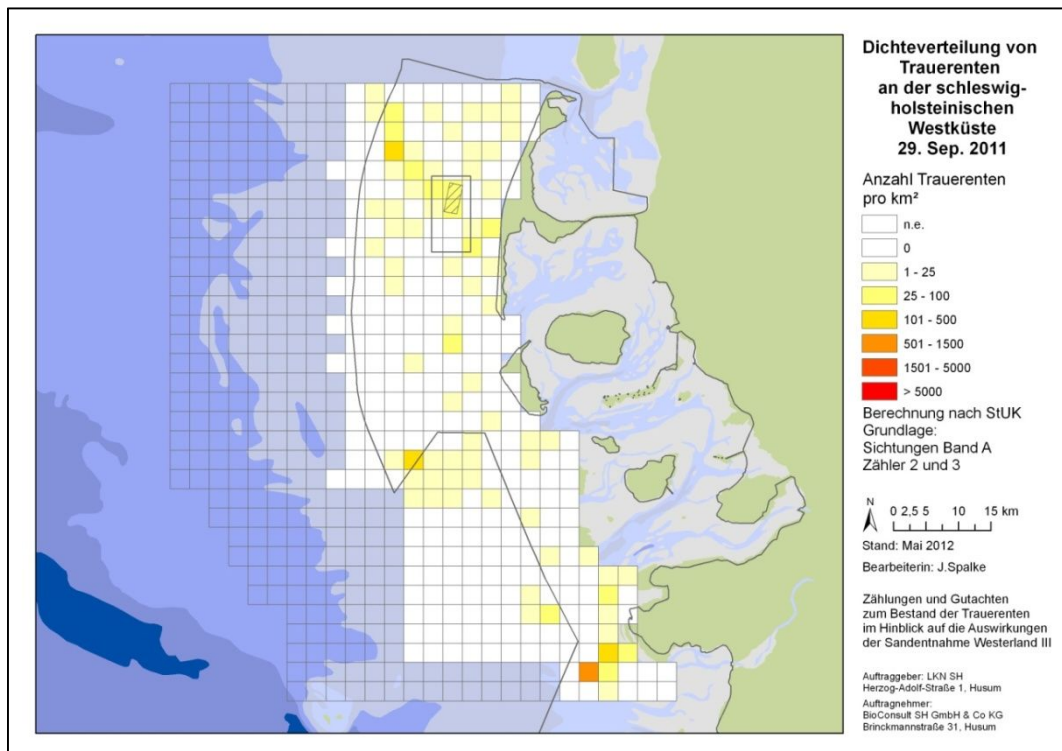 Dichteverteilung von
Trauerenten
an der schleswig-
holsteinischen
Westküste
29. Sep. 2011
Anzahl Trauerenten
pro km²
n.e.
0
1 - 25
25 - 100
101 - 500
501 - 1500
1501 - 5000
> 5000
Berechnung nach StUK
Grundlage:
Sichtungen Band A
Zähler 2 und 3
N
0 2,5 5 10 15 km
Stand: Mai 2012
Bearbeiterin: J.Spalke
Zählungen und Gutachten
zum Bestand der Trauerenten
im Hinblick auf die Auswirkungen
der Sandentnahme Westerland III
Auftraggeber: LKN SH
Herzog-Adolf-Straße 1, Husum
Auftragnehmer:
BioConsult SH GmbH & Co KG
Brinckmannstraße 31, Husum